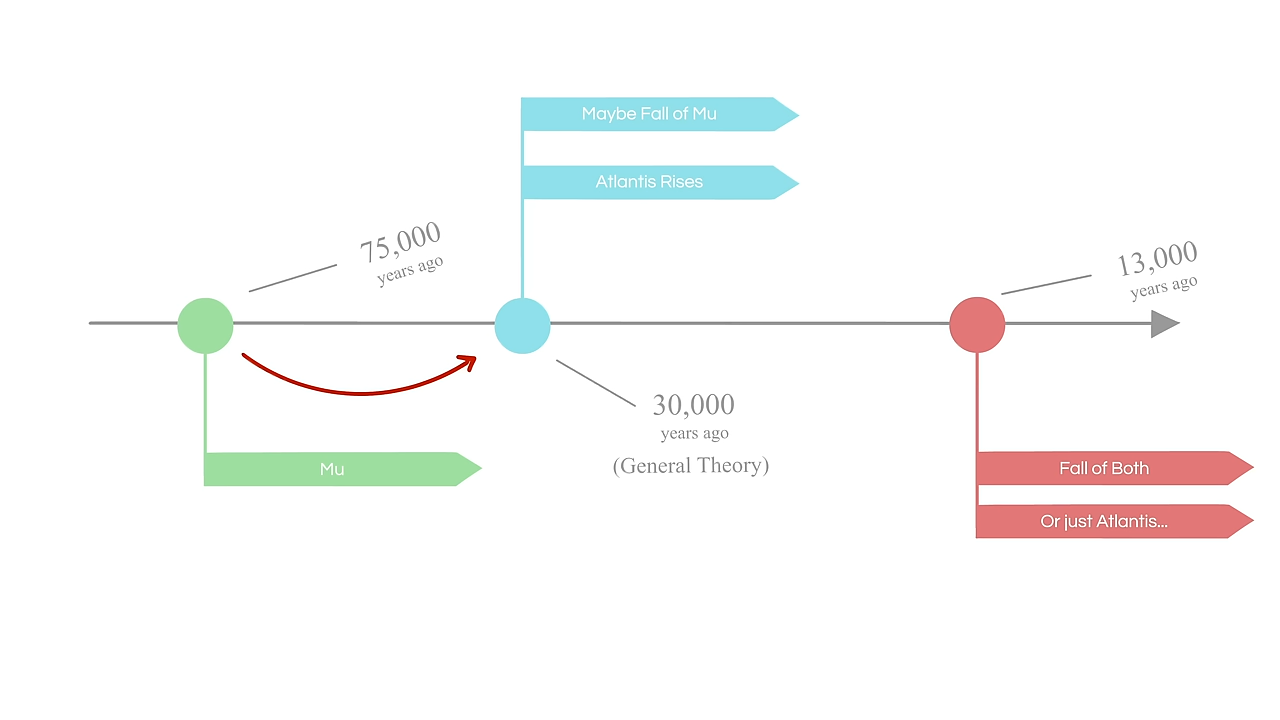 Maybe Fall of Mu
Atlantis Rises
75,000
years ago
13,000
years ago
30,000
years ago
(General Theory)
Mu
Fall of Both
Or just Atlantis...